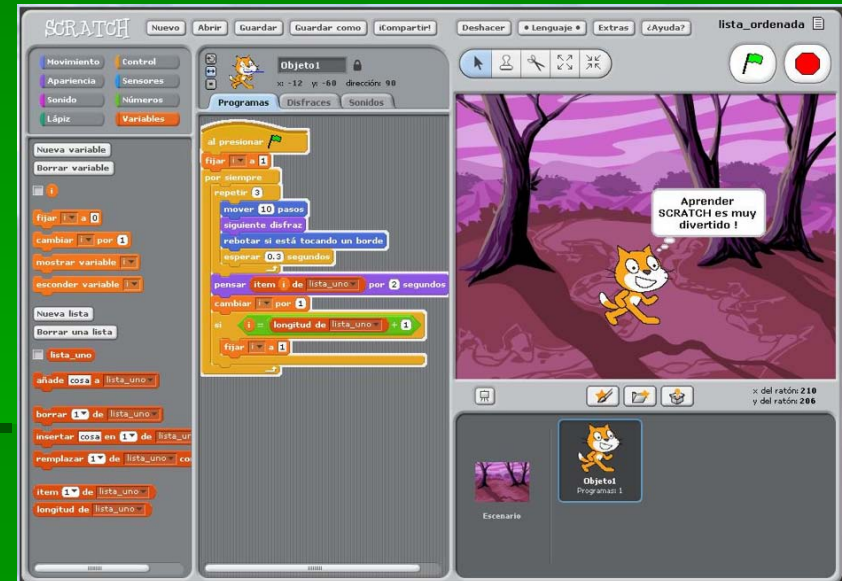 SCRATCH
Nuevo
Abrir
Guardar
Guardar como
¡Compartir!
Deshacer
• Lenguaje •
Extras
¿Ayuda?
lista_ordenada
Movimiento
Control
Apariencia
Sensores
Sonido
Números
Lápiz
Variables
Nueva variable
Borrar variable
i
fijar i a 0
cambiar i por 1
mostrar variable i
esconder variable i
Nueva lista
Borrar una lista
lista_uno
añade cosa a lista_uno
borrar 1 de lista_uno
insertar cosa en 1 de lista_un
remplazar 1 de lista_uno co
item 1 de lista_uno
longitud de lista_uno
Objeto1
x: -12 y: -60 dirección: 90
Programas
Disfraces
Sonidos
al presionar
fijar i a 1
por siempre
repetir 3
mover 10 pasos
siguiente disfraz
rebotar si está tocando un borde
esperar 0.3 segundos
pensar item i de lista_uno por 2 segundos
cambiar i por 1
si i = longitud de lista_uno + 1
fijar i a 1
Aprender
SCRATCH es muy
divertido !
x del ratón: 210
y del ratón: 206
Escenario
Objeto1
Programas: 1